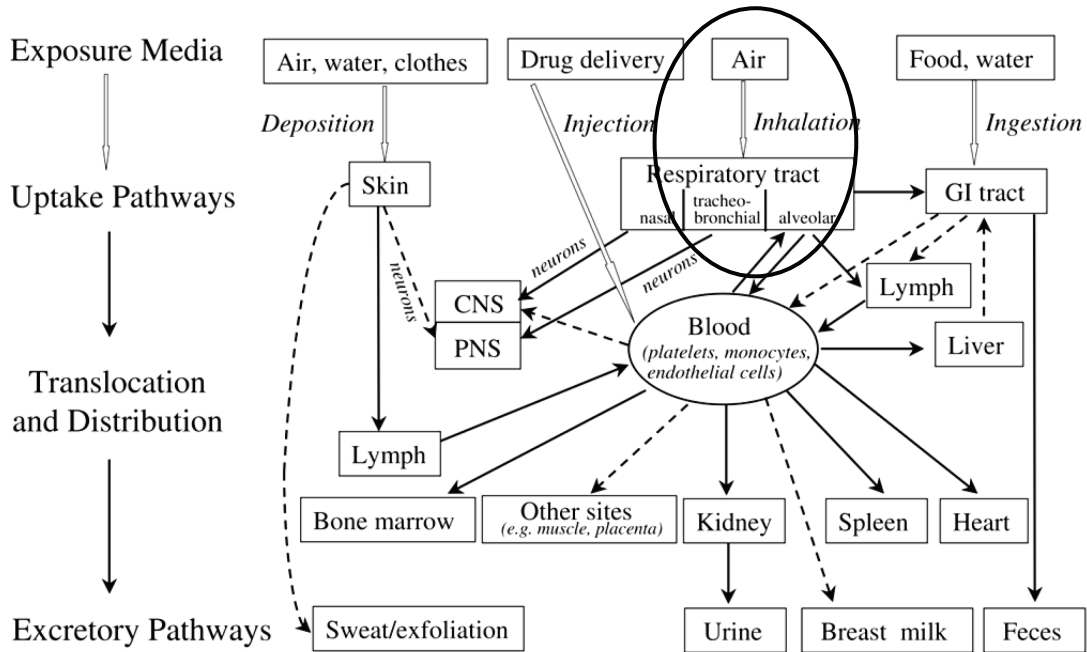 Exposure Media
Air, water, clothes
Drug delivery
Air
Food, water
Deposition
Injection
Inhalation
Ingestion
Uptake Pathways
Skin
Respiratory tract
nasal
tracheo-
bronchial
alveolar
GI tract
neurons
neurons
neurons
CNS
PNS
Blood
(platelets, monocytes,
endothelial cells)
Lymph
Liver
Translocation
and Distribution
Lymph
Bone marrow
Other sites
(e.g. muscle, placenta)
Kidney
Spleen
Heart
Excretory Pathways
Sweat/exfoliation
Urine
Breast milk
Feces